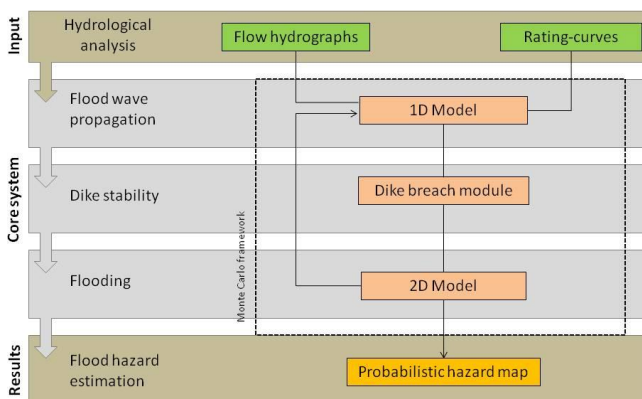 Input
Hydrological
analysis
Flow hydrographs
Rating-curves
Core system
Flood wave
propagation
1D Model
Dike stability
Dike breach module
Monte Carlo framework
Flooding
2D Model
Results
Flood hazard
estimation
Probabilistic hazard map